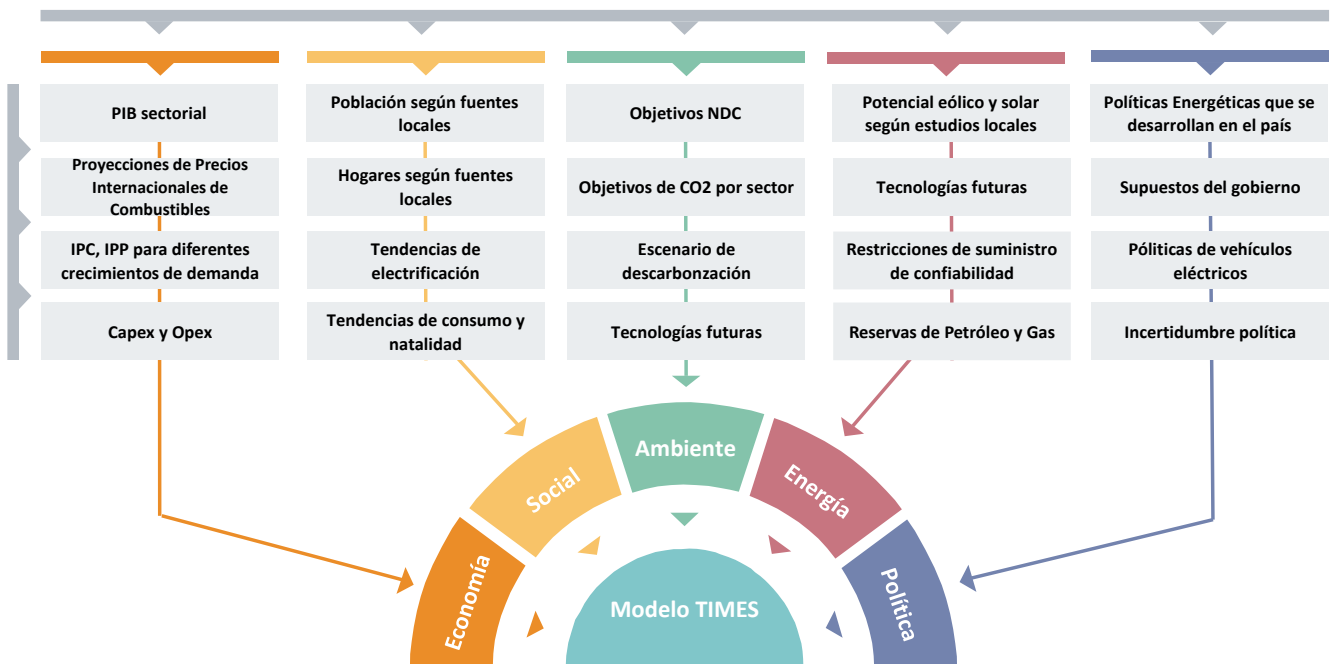 PIB sectorial
Proyecciones de Precios
Internacionales de
Combustibles
IPC, IPP para diferentes
crecimientos de demanda
Capex y Opex
Población según fuentes
locales
Hogares según fuentes
locales
Tendencias de
electrificación
Tendencias de consumo y
natalidad
Objetivos NDC
Objetivos de CO2 por sector
Escenario de
descarbonzación
Tecnologías futuras
Potencial eólico y solar
según estudios locales
Tecnologías futuras
Restricciones de suministro
de confiabilidad
Reservas de Petróleo y Gas
Políticas Energéticas que se
desarrollan en el país
Supuestos del gobierno
Póliticas de vehículos
eléctricos
Incertidumbre política
Economía
Social
Ambiente
Energía
Política
Modelo TIMES